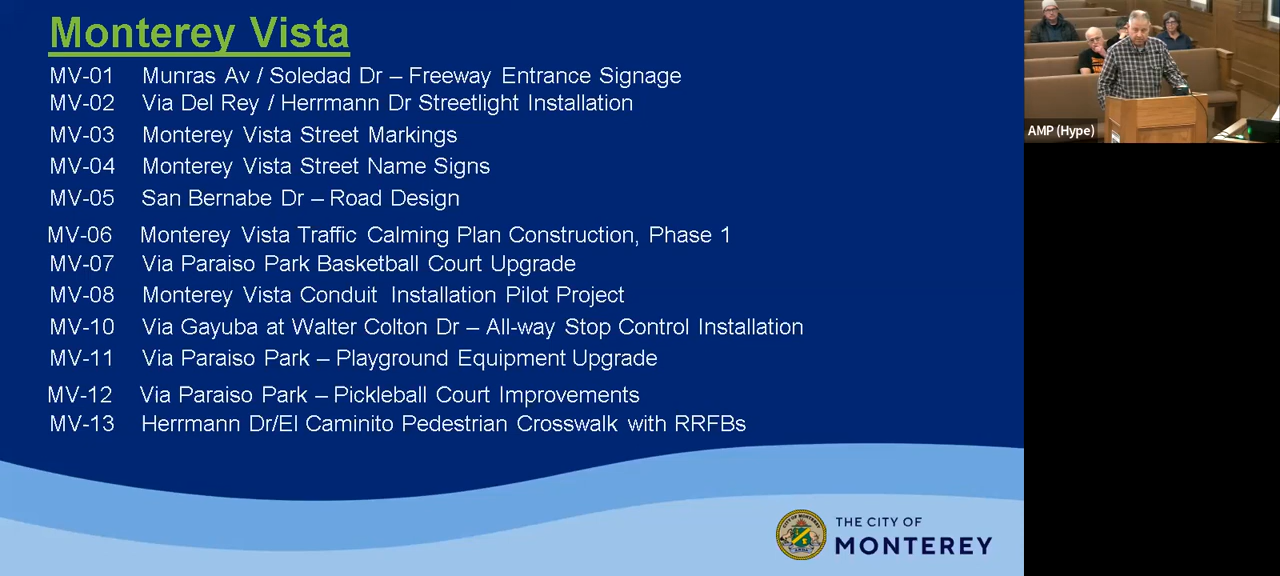 Monterey Vista
MV-01 Munras Av / Soledad Dr – Freeway Entrance Signage
MV-02 Via Del Rey / Herrmann Dr Streetlight Installation
MV-03 Monterey Vista Street Markings
MV-04 Monterey Vista Street Name Signs
MV-05 San Bernabe Dr – Road Design
MV-06 Monterey Vista Traffic Calming Plan Construction, Phase 1
MV-07 Via Paraiso Park Basketball Court Upgrade
MV-08 Monterey Vista Conduit Installation Pilot Project
MV-10 Via Gayuba at Walter Colton Dr – All-way Stop Control Installation
MV-11 Via Paraiso Park – Playground Equipment Upgrade
MV-12 Via Paraiso Park – Pickleball Court Improvements
MV-13 Herrmann Dr/El Caminito Pedestrian Crosswalk with RRFBs
THE CITY OF
MONTEREY
AMP (Hype)